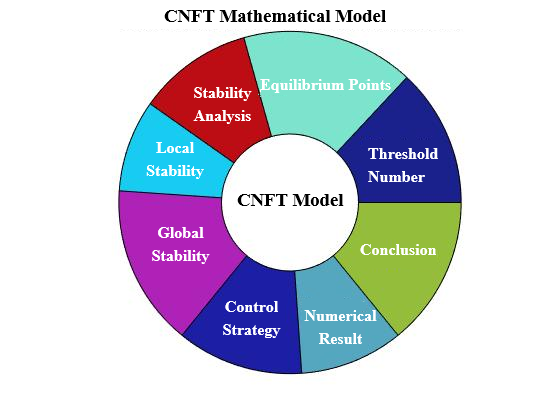 CNFT Mathematical Model
Equilibrium Points
Stability
Analysis
Threshold
Number
Local
Stability
CNFT Model
Global
Stability
Conclusion
Control
Strategy
Numerical
Result